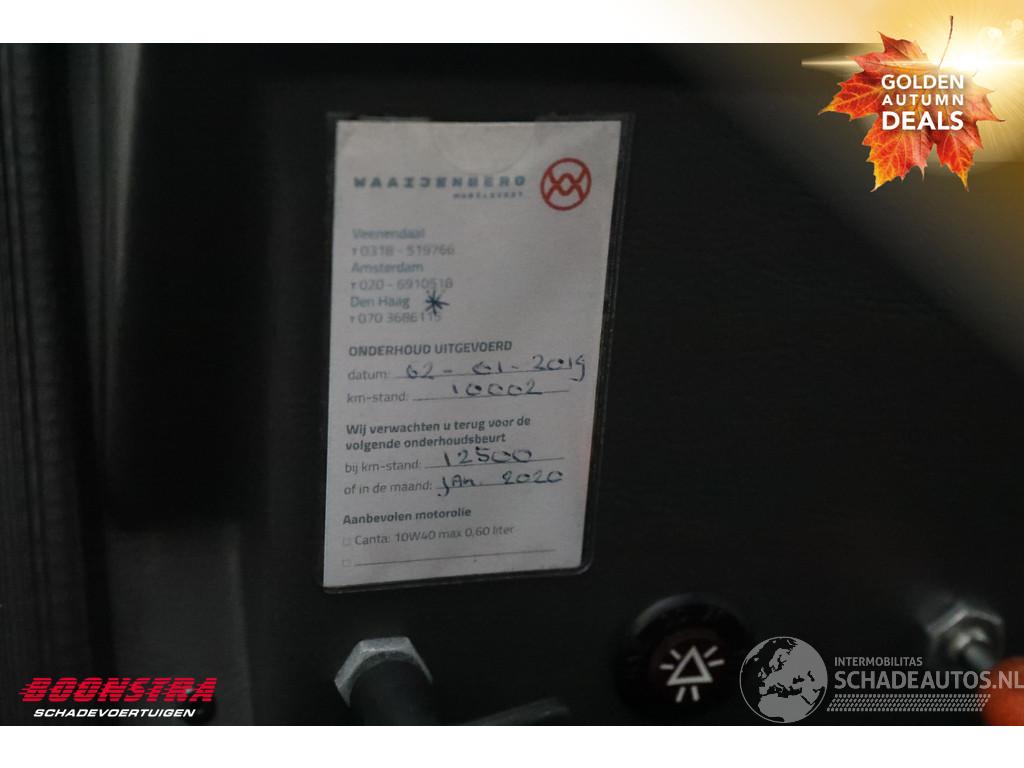 GOLDEN
AUTUMN
DEALS
WAAIJENBERG
MOBILITEIT
Veenendaal
T 0318 - 519766
Amsterdam
T 020 - 6910518
Den Haag *
T 070 3686115
ONDERHOUD UITGEVOERD
datum: 02 - 01 - 2019
km-stand: 10002
Wij verwachten u terug voor de
volgende onderhoudsbeurt
bij km-stand: 12500
of in de maand: JAN. 2020
Aanbevolen motorolie
□ Canta: 10W40 max 0,60 liter
□
BOONSTRA
SCHADEVOERTUIGEN
INTERMOBILITAS
SCHADEAUTOS.NL